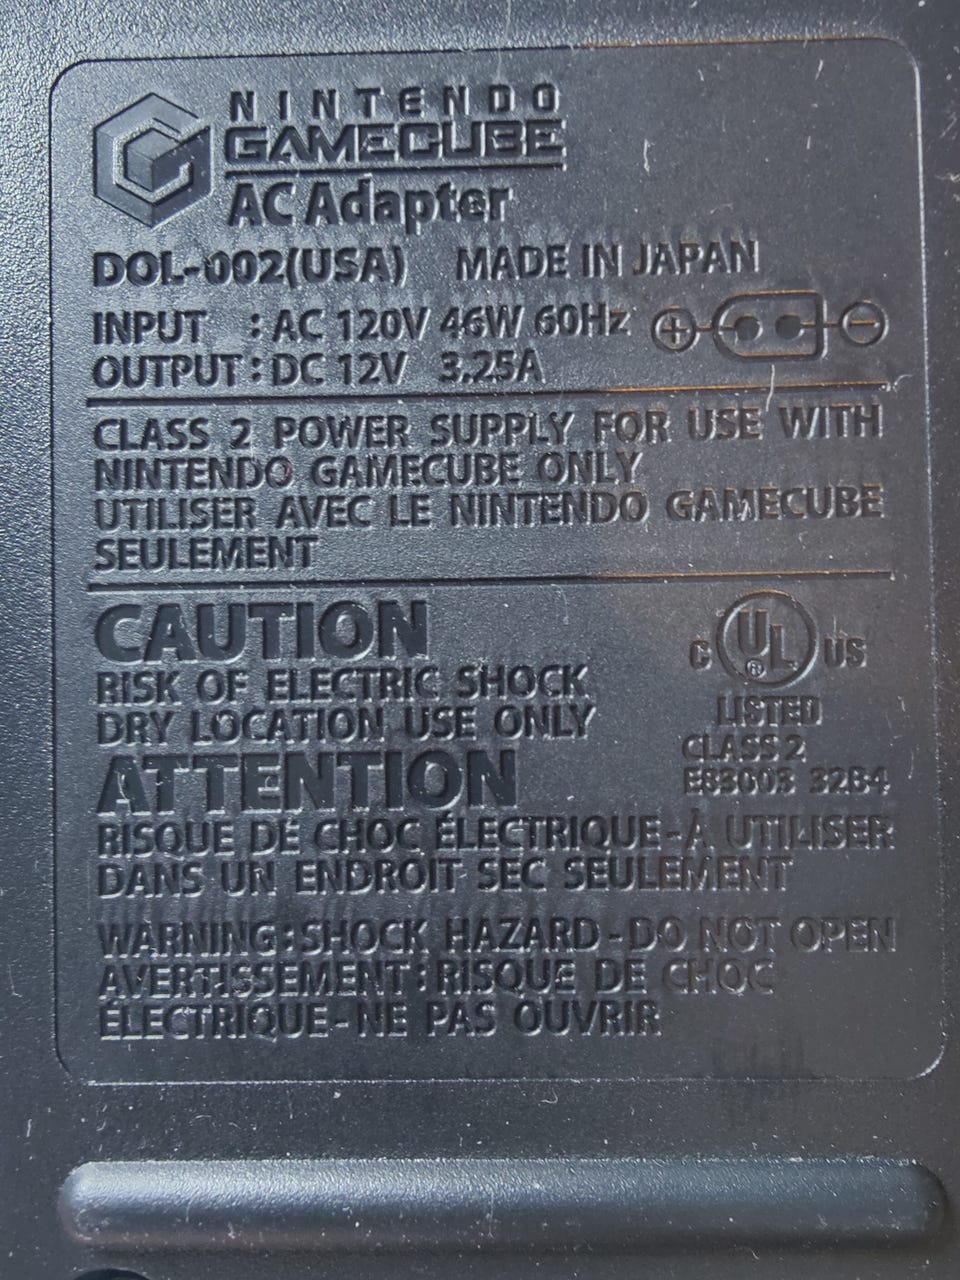 NINTENDO
GAMECUBE
AC Adapter
DOL-002(USA) MADE IN JAPAN
INPUT : AC 120V 46W 60Hz
OUTPUT : DC 12V 3.25A
CLASS 2 POWER SUPPLY FOR USE WITH
NINTENDO GAMECUBE ONLY
UTILISER AVEC LE NINTENDO GAMECUBE
SEULEMENT
CAUTION
RISK OF ELECTRIC SHOCK
DRY LOCATION USE ONLY
C UL® US
LISTED
CLASS 2
E83003 32B4
ATTENTION
RISQUE DE CHOC ÉLECTRIQUE-À UTILISER
DANS UN ENDROIT SEC SEULEMENT
WARNING:SHOCK HAZARD-DO NOT OPEN
AVERTISSEMENT:RISQUE DE CHOC
ÉLECTRIQUE-NE PAS OUVRIR